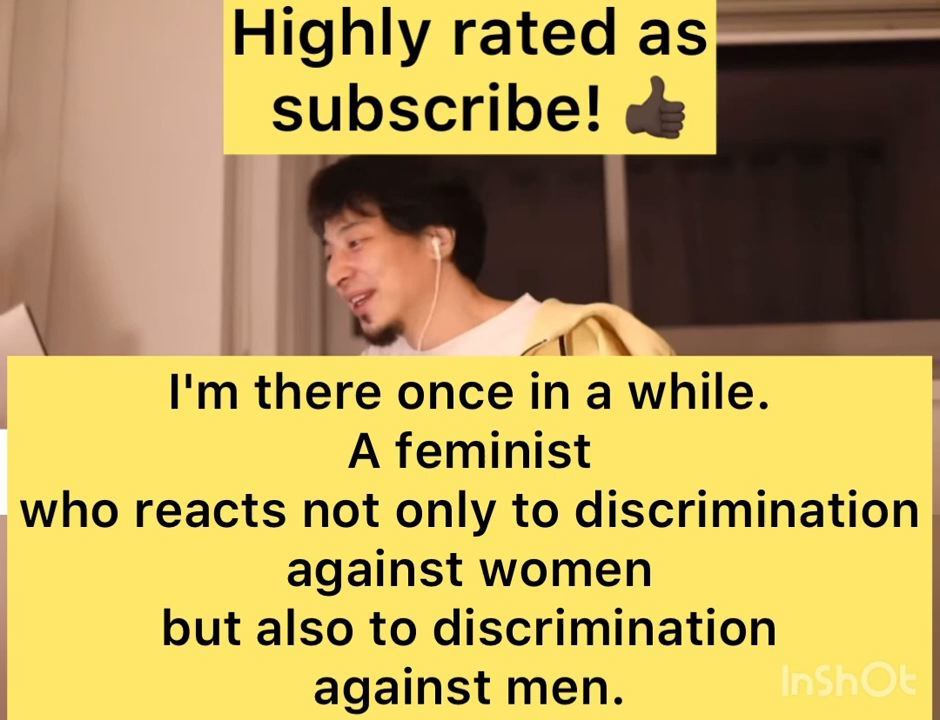 Highly rated as
subscribe! 👍🏿
I'm there once in a while.
A feminist
who reacts not only to discrimination
against women
but also to discrimination
against men.
InShOt